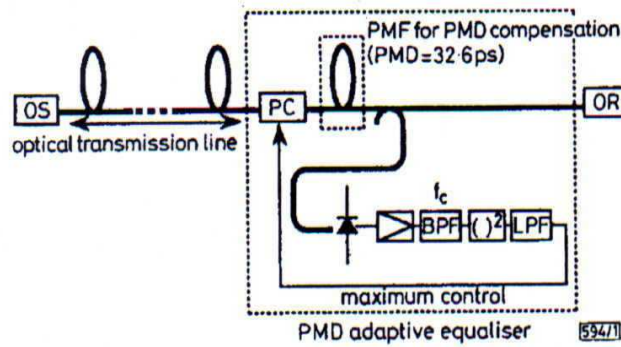 PMF for PMD compensation
(PMD=32·6ps)
OS
PC
OR
optical transmission line
fc
BPF
( )²
LPF
maximum control
PMD adaptive equaliser
594/1